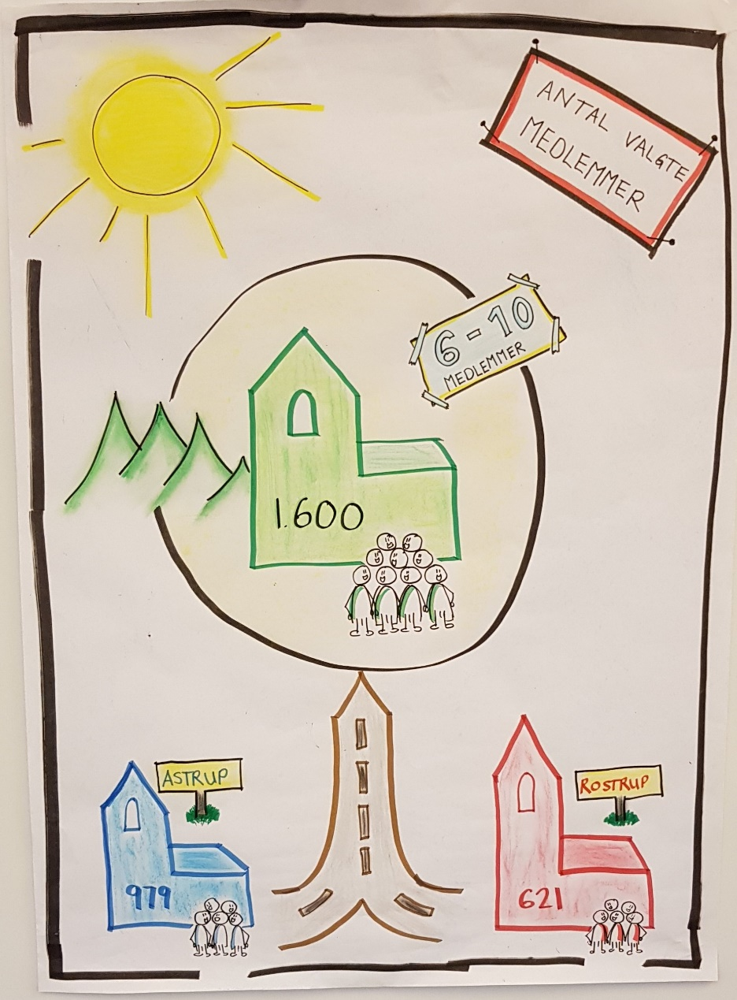 ANTAL VALGTE
MEDLEMMER
6-10
MEDLEMMER
1.600
ASTRUP
ROSTRUP
979
621